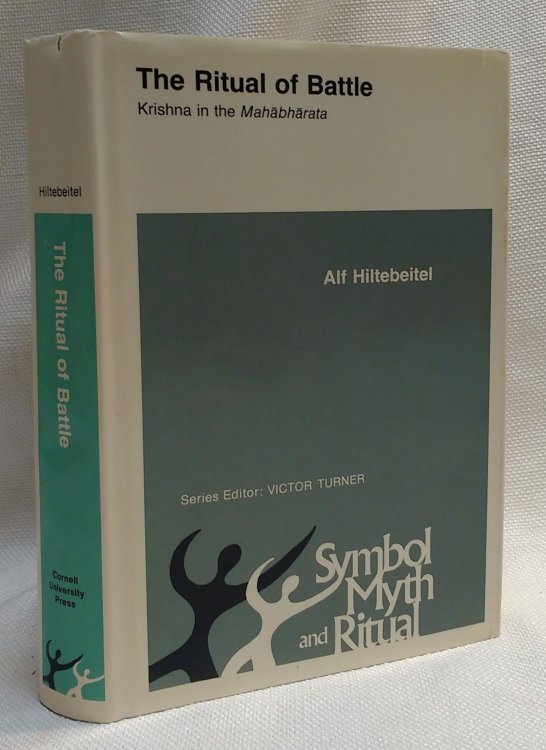 The Ritual of Battle
Krishna in the Mahābhārata
Alf Hiltebeitel
Series Editor: VICTOR TURNER
Symbol
Myth
and Ritual
Hiltebeitel
The Ritual of Battle
Cornell
University
Press